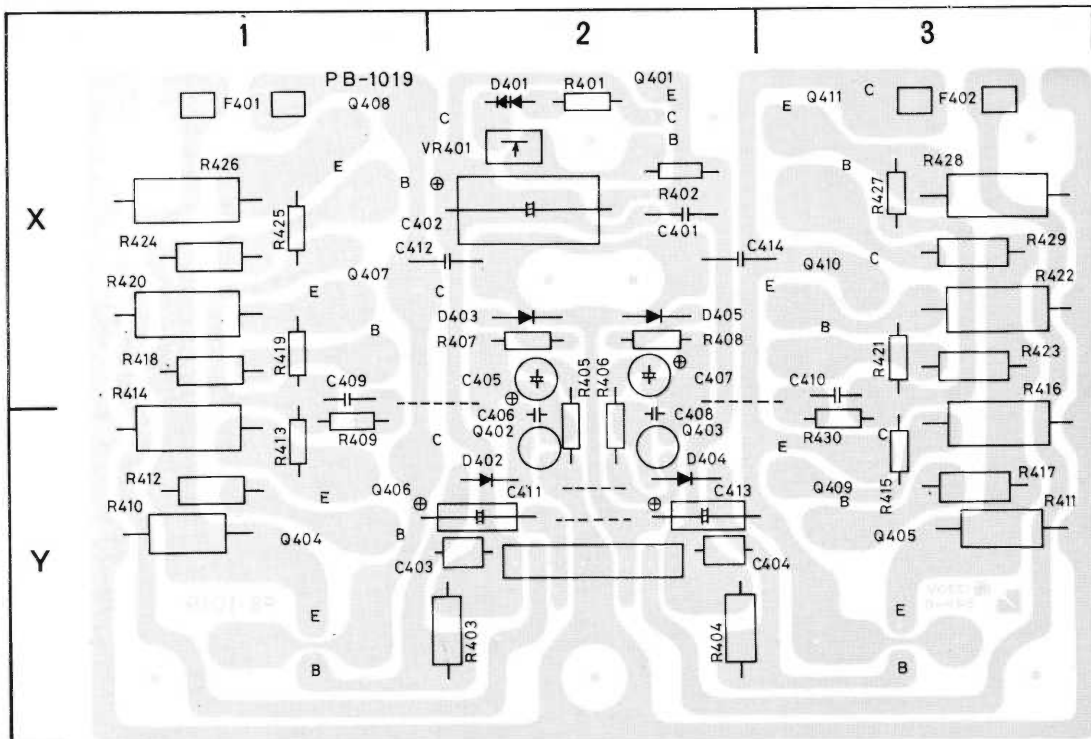 1 2 3
PB-1019
D401 R401 Q401
F401 Q408 E Q411 C F402
C C E
VR401 B
R426 E B R428
B R402 R427
X
R425 C402 C401
R424 C412 C414 R429
Q407 Q410 C
R420 E C E R422
D403 D405
B B
R418 R419 R407 R408 R421 R423
C405 R405 R406 C407
R414 C409 C410 R416
C406 C408
R413 R409 C Q402 Q403 R430 C
E
R412 D402 D404 R417
Q406 C411 C413 Q409 R415
R410 E B R411
Q404 B Q405
Y
C403 C404
PB-1019
E R403 R404 E
B B